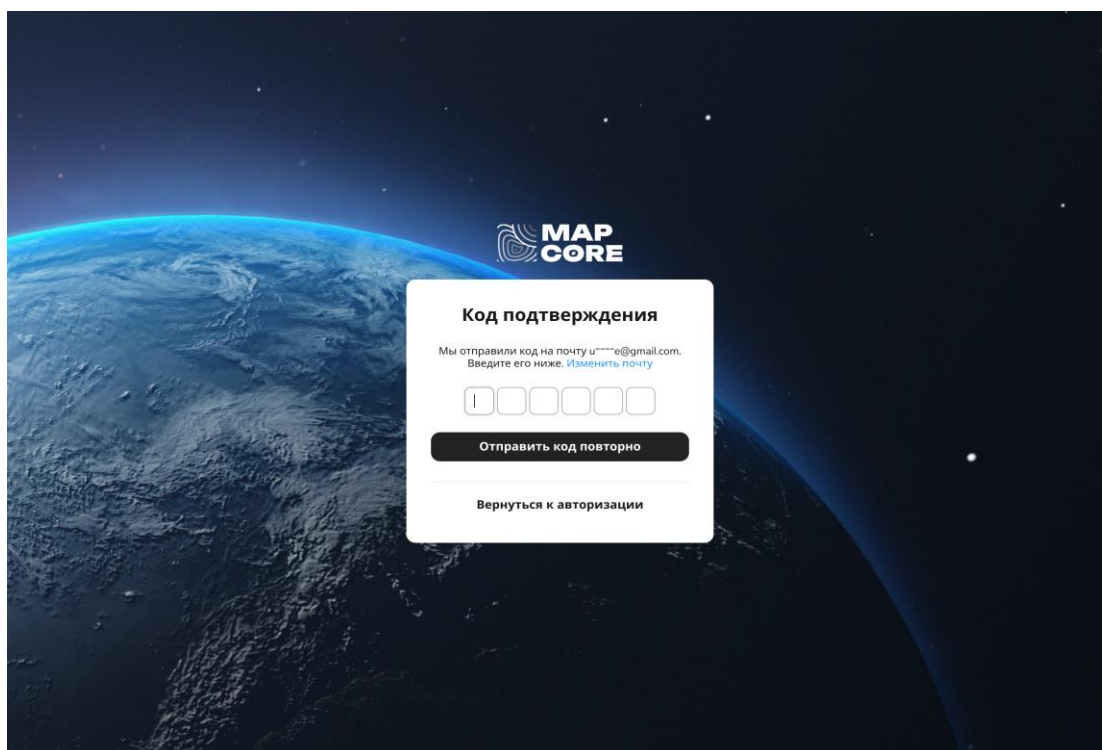 MAP
CORE
Код подтверждения
Мы отправили код на почту u****e@gmail.com.
Введите его ниже. Изменить почту
Отправить код повторно
Вернуться к авторизации